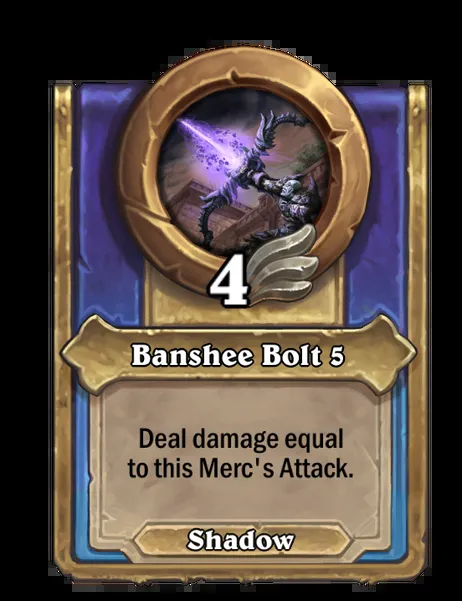 4
Banshee Bolt 5
Deal damage equal
to this Merc's Attack.
Shadow